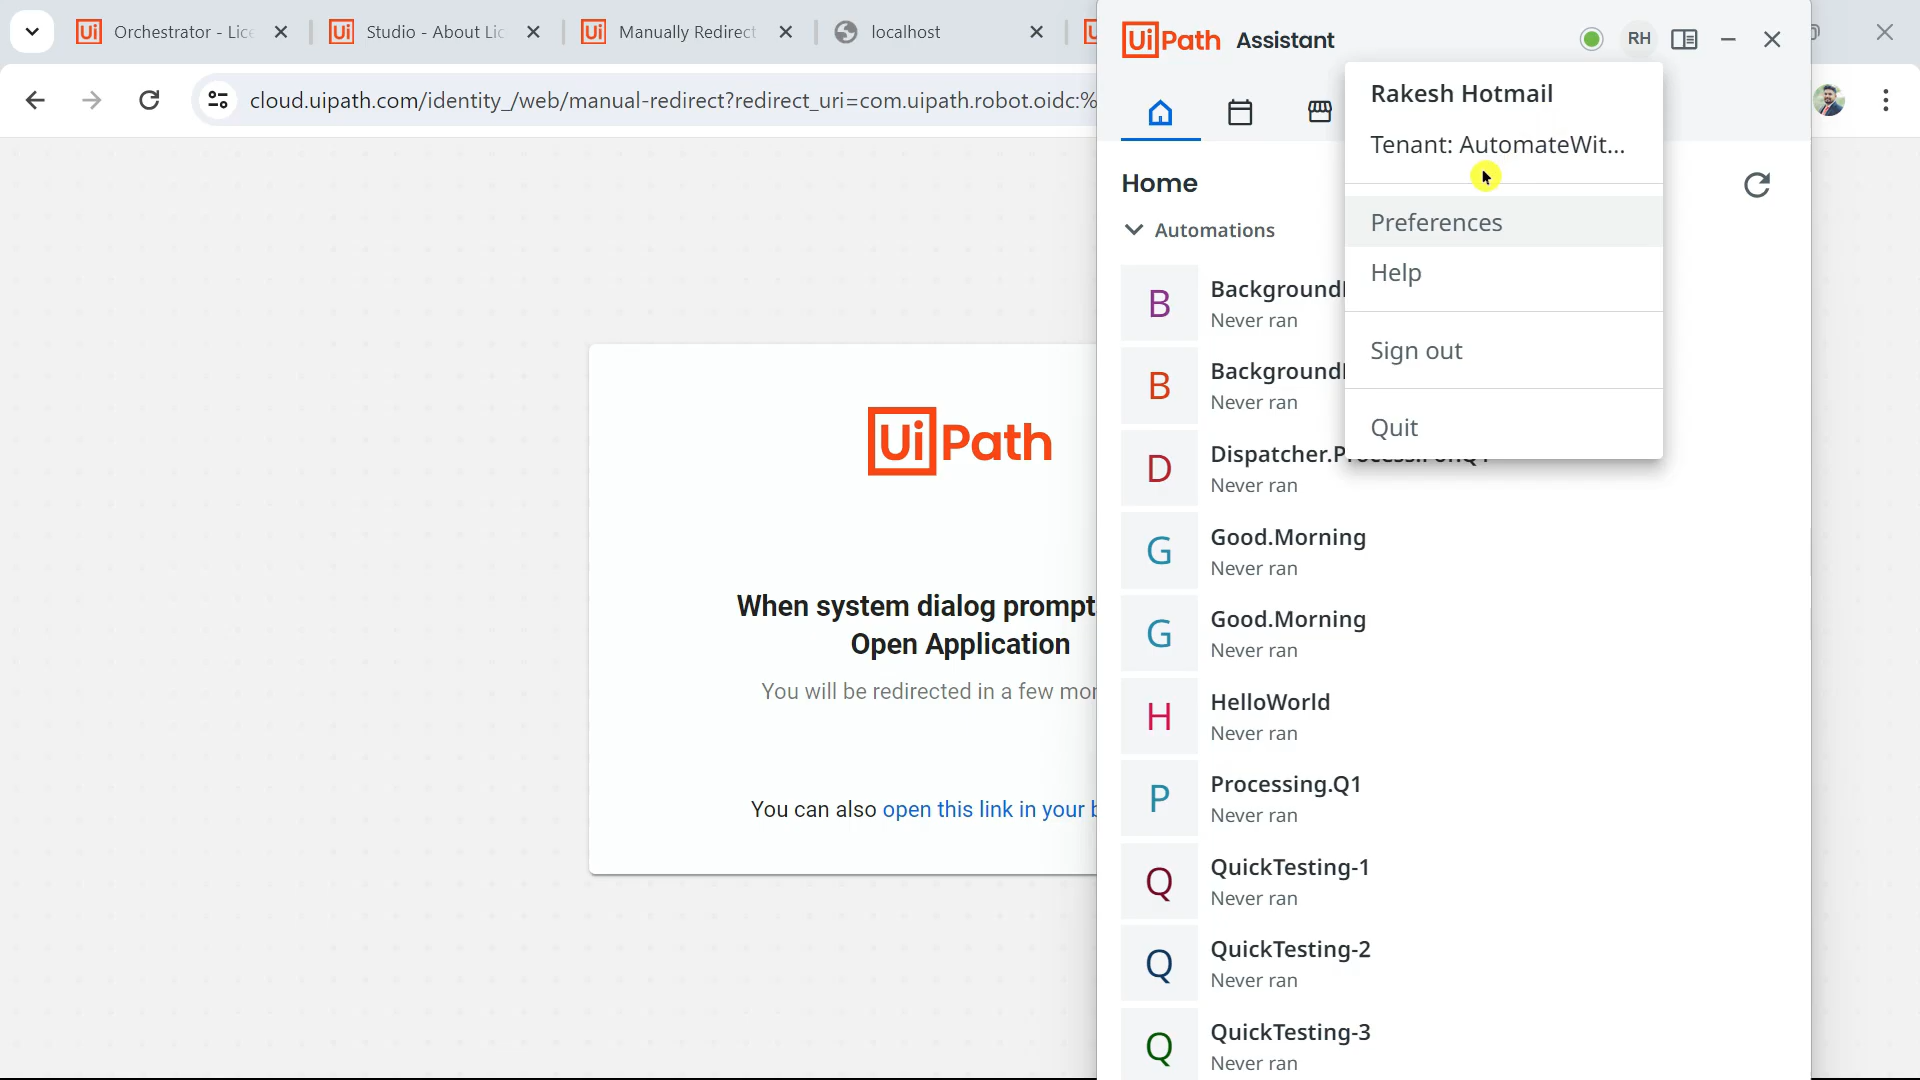 Orchestrator - Lice
Studio - About Lic
Manually Redirect
localhost
cloud.uipath.com/identity_/web/manual-redirect?redirect_uri=com.uipath.robot.oidc:%
UiPath
When system dialog prompt
Open Application
You will be redirected in a few mo
You can also open this link in your b
UiPath Assistant
RH
Rakesh Hotmail
Tenant: AutomateWit...
Preferences
Help
Sign out
Quit
Home
Automations
B
Background
Never ran
B
Background
Never ran
D
Dispatcher.
Never ran
G
Good.Morning
Never ran
G
Good.Morning
Never ran
H
HelloWorld
Never ran
P
Processing.Q1
Never ran
Q
QuickTesting-1
Never ran
Q
QuickTesting-2
Never ran
Q
QuickTesting-3
Never ran